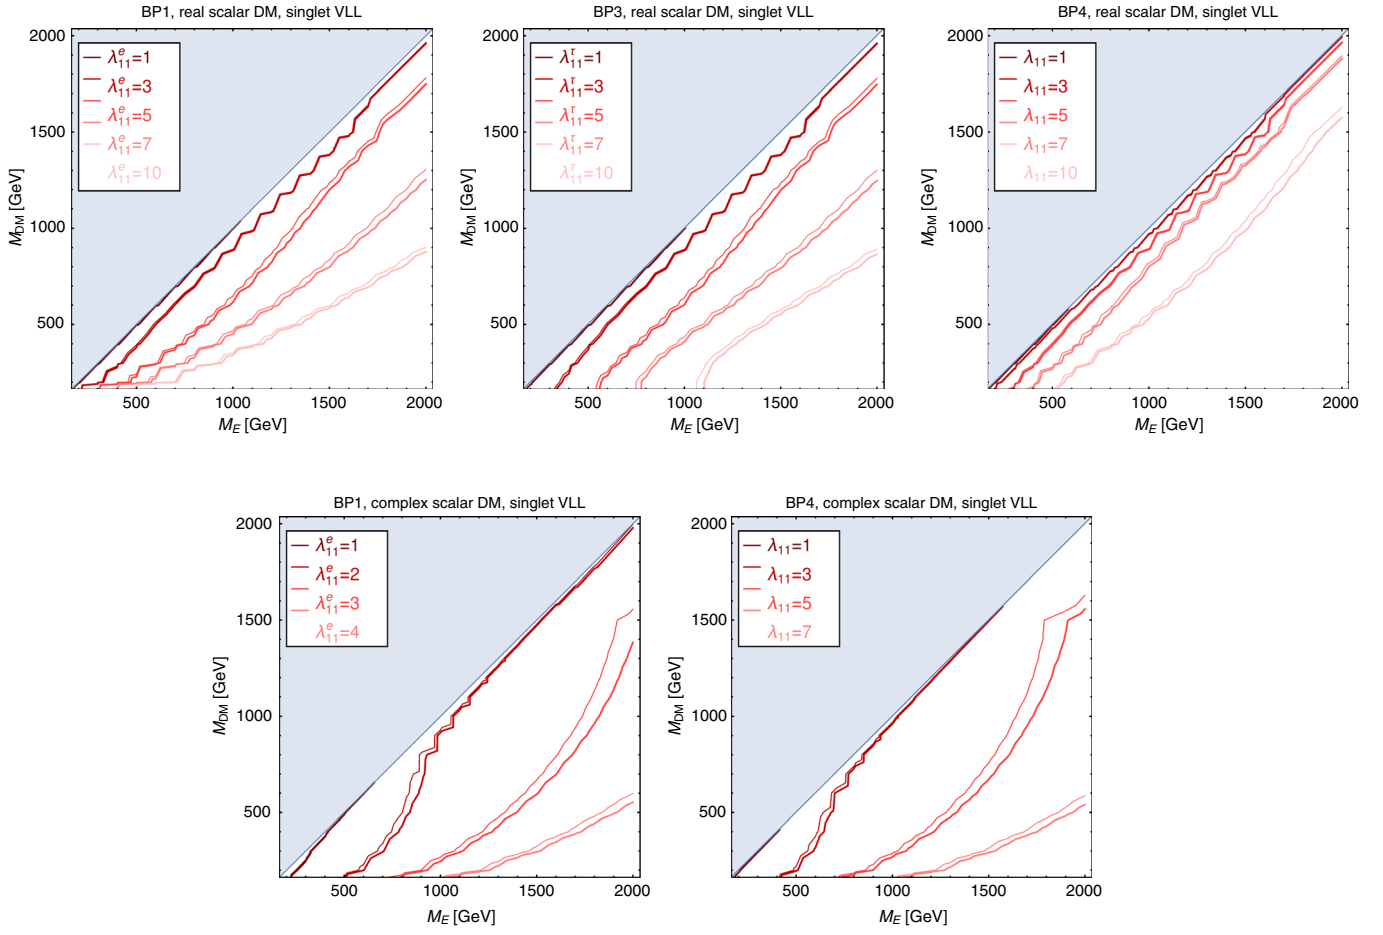 BP1, real scalar DM, singlet VLL
2000
1500
1000
500
M_DM [GeV]
λ^e_11=1
λ^e_11=3
λ^e_11=5
λ^e_11=7
λ^e_11=10
500 1000 1500 2000
M_E [GeV]
BP3, real scalar DM, singlet VLL
2000
1500
1000
500
M_DM [GeV]
λ^τ_11=1
λ^τ_11=3
λ^τ_11=5
λ^τ_11=7
λ^τ_11=10
500 1000 1500 2000
M_E [GeV]
BP4, real scalar DM, singlet VLL
2000
1500
1000
500
M_DM [GeV]
λ_11=1
λ_11=3
λ_11=5
λ_11=7
λ_11=10
500 1000 1500 2000
M_E [GeV]
BP1, complex scalar DM, singlet VLL
2000
1500
1000
500
M_DM [GeV]
λ^e_11=1
λ^e_11=2
λ^e_11=3
λ^e_11=4
500 1000 1500 2000
M_E [GeV]
BP4, complex scalar DM, singlet VLL
2000
1500
1000
500
M_DM [GeV]
λ_11=1
λ_11=3
λ_11=5
λ_11=7
500 1000 1500 2000
M_E [GeV]